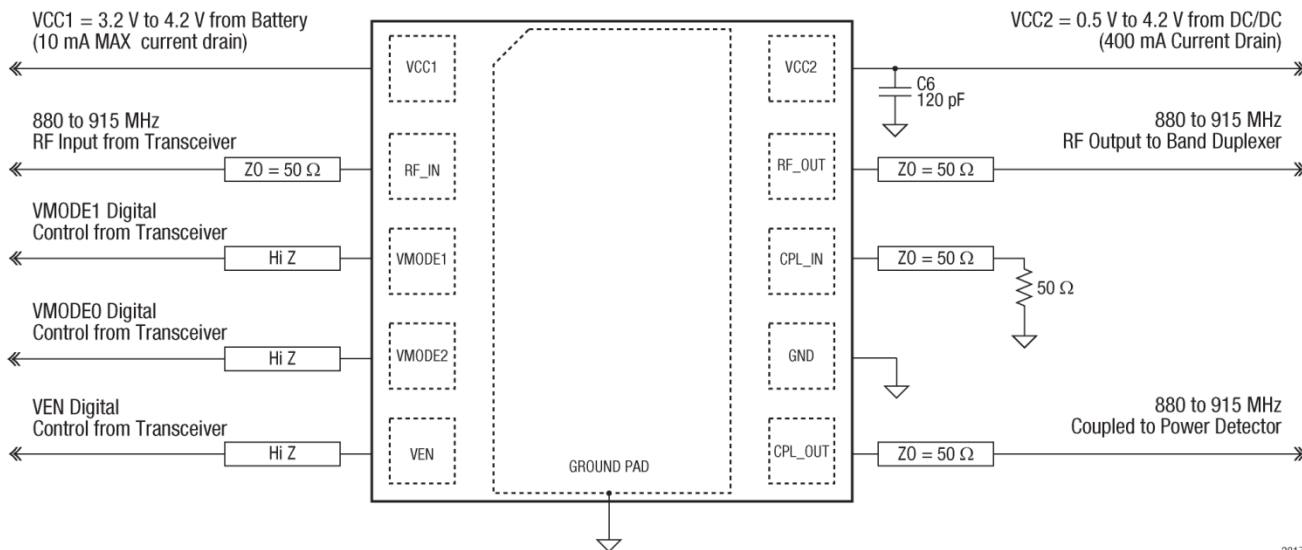 VCC1 = 3.2 V to 4.2 V from Battery
(10 mA MAX current drain)
VCC1
880 to 915 MHz
RF Input from Transceiver
Z0 = 50 Ω
RF_IN
VMODE1 Digital
Control from Transceiver
Hi Z
VMODE1
VMODE0 Digital
Control from Transceiver
Hi Z
VMODE2
VEN Digital
Control from Transceiver
Hi Z
VEN
GROUND PAD
VCC2 = 0.5 V to 4.2 V from DC/DC
(400 mA Current Drain)
VCC2
C6
120 pF
880 to 915 MHz
RF Output to Band Duplexer
RF_OUT
Z0 = 50 Ω
CPL_IN
Z0 = 50 Ω
50 Ω
GND
880 to 915 MHz
Coupled to Power Detector
CPL_OUT
Z0 = 50 Ω